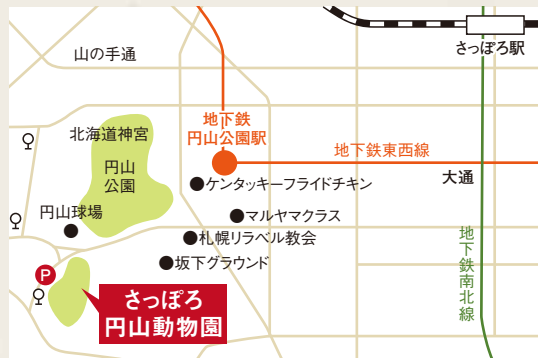 さっぽろ駅
山の手通
地下鉄
円山公園駅
北海道神宮
地下鉄東西線
円山
公園
大通
ケンタッキーフライドチキン
円山球場
マルヤマクラス
札幌リラベル教会
地下鉄南北線
坂下グラウンド
P
さっぽろ
円山動物園